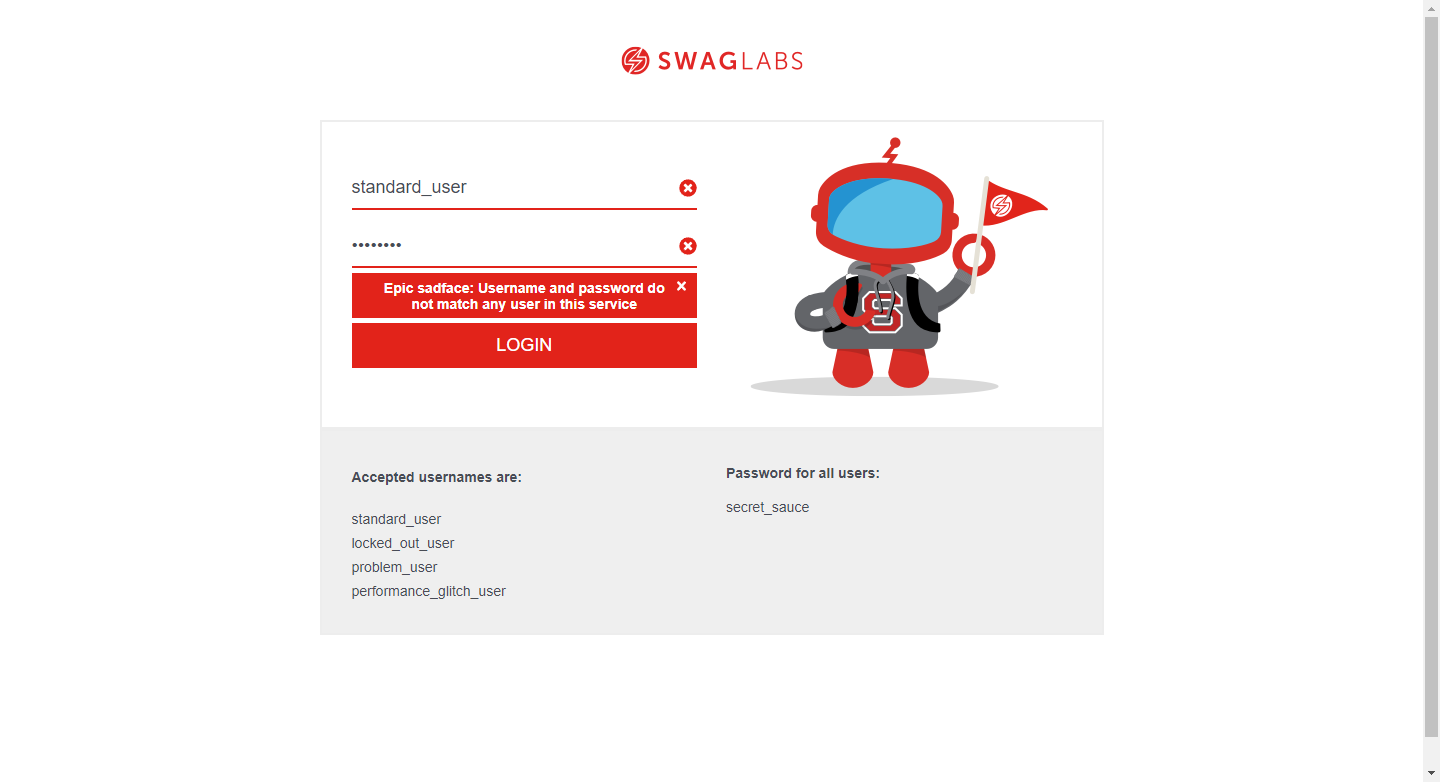 SWAGLABS
standard_user
••••••••
Epic sadface: Username and password do
not match any user in this service
LOGIN
S
Accepted usernames are:
standard_user
locked_out_user
problem_user
performance_glitch_user
Password for all users:
secret_sauce